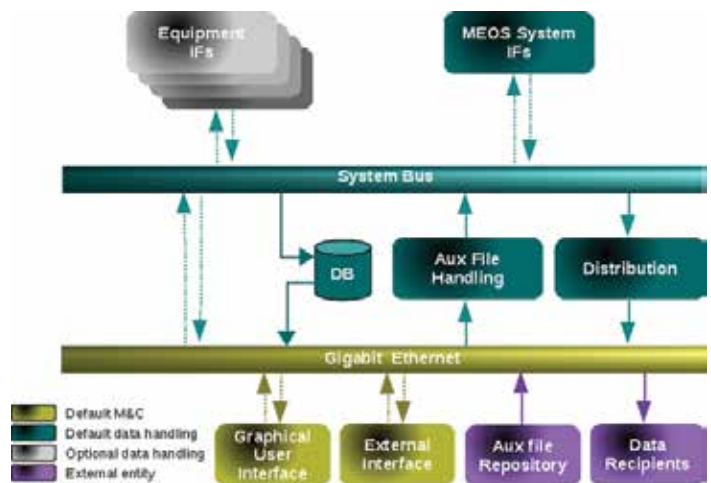 Equipment
IFs
MEOS System
IFs
System Bus
DB
Aux File
Handling
Distribution
Gigabit Ethernet
Default M&C
Default data handling
Optional data handling
External entity
Graphical
User
Interface
External
Interface
Aux file
Repository
Data
Recipients